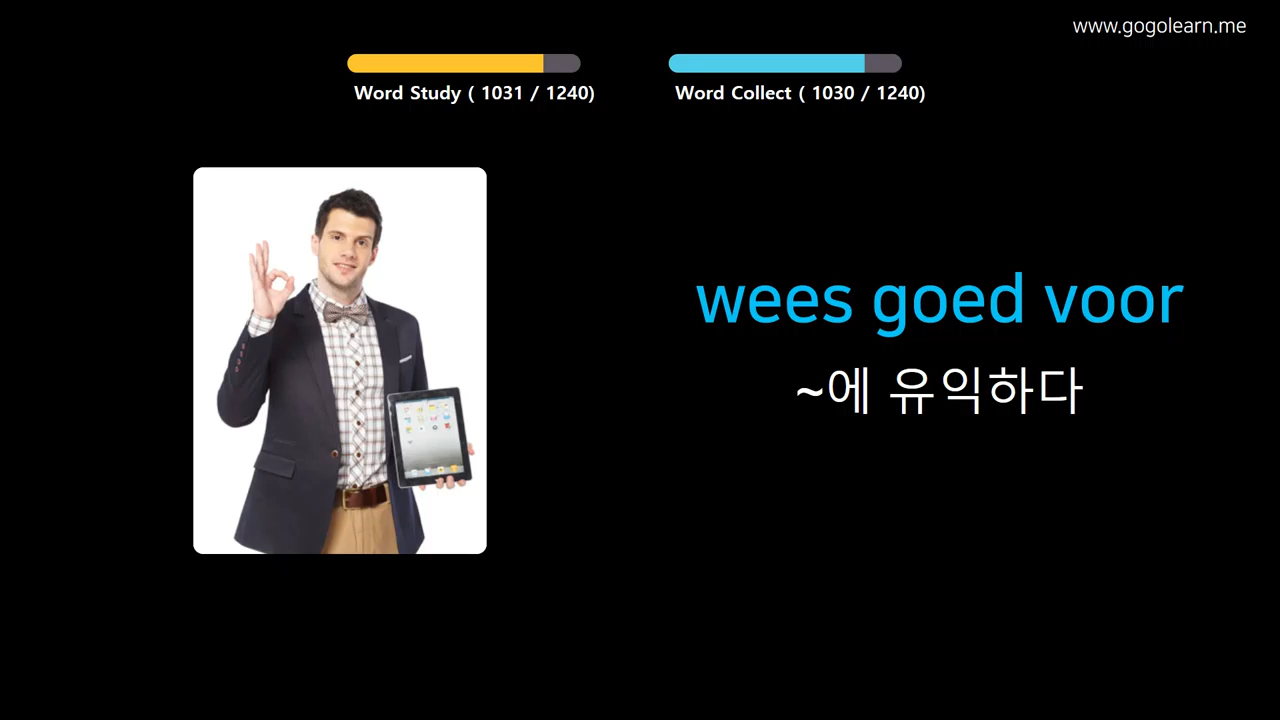 www.gogolearn.me
Word Study ( 1031 / 1240)
Word Collect ( 1030 / 1240)
wees goed voor
~에 유익하다